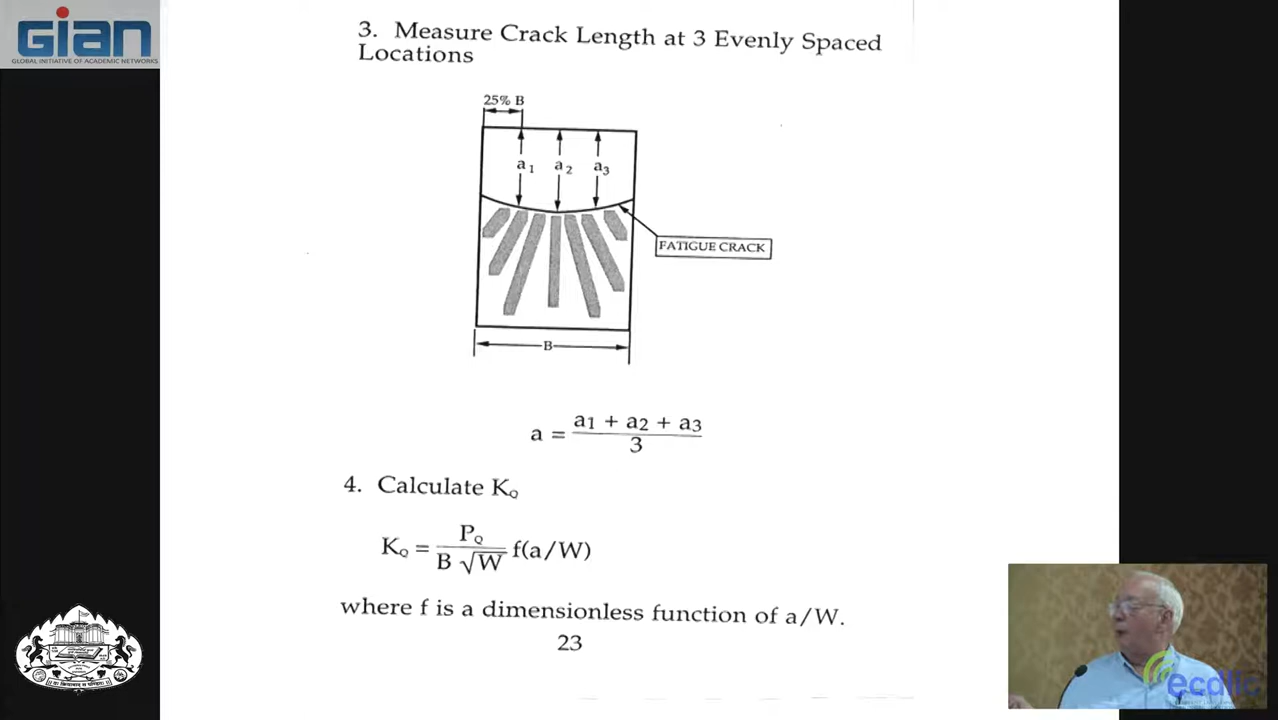 GIAN
GLOBAL INITIATIVE OF ACADEMIC NETWORKS
3. Measure Crack Length at 3 Evenly Spaced
Locations
25% B
a1 a2 a3
FATIGUE CRACK
B
a = a1 + a2 + a3 / 3
4. Calculate KQ
KQ = PQ / B √W f(a/W)
where f is a dimensionless function of a/W.
23
ecdlic